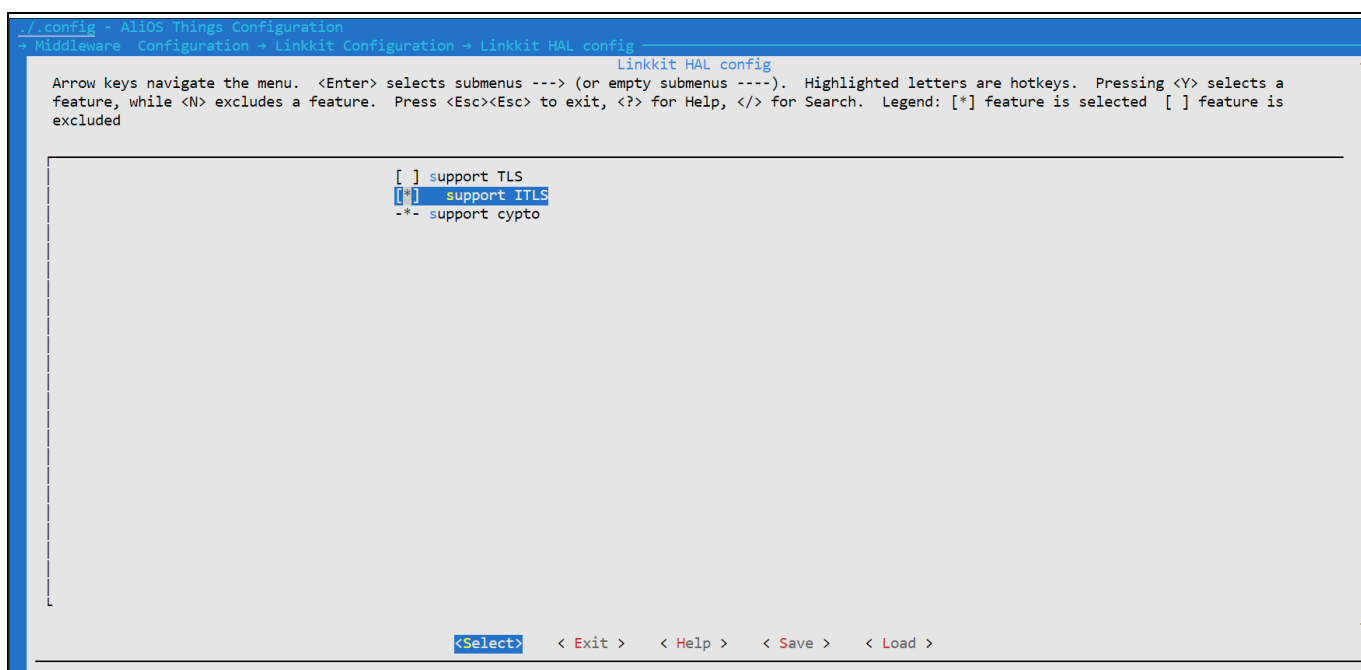 ./.config - AliOS Things Configuration
→ Middleware  Configuration → Linkkit Configuration → Linkkit HAL config
Linkkit HAL config
Arrow keys navigate the menu.  <Enter> selects submenus ---> (or empty submenus ----).  Highlighted letters are hotkeys.  Pressing <Y> selects a
feature, while <N> excludes a feature.  Press <Esc><Esc> to exit, <?> for Help, </> for Search.  Legend: [*] feature is selected  [ ] feature is
excluded
[ ] support TLS
[*]   support ITLS
-*- support cypto
<Select>    < Exit >    < Help >    < Save >    < Load >